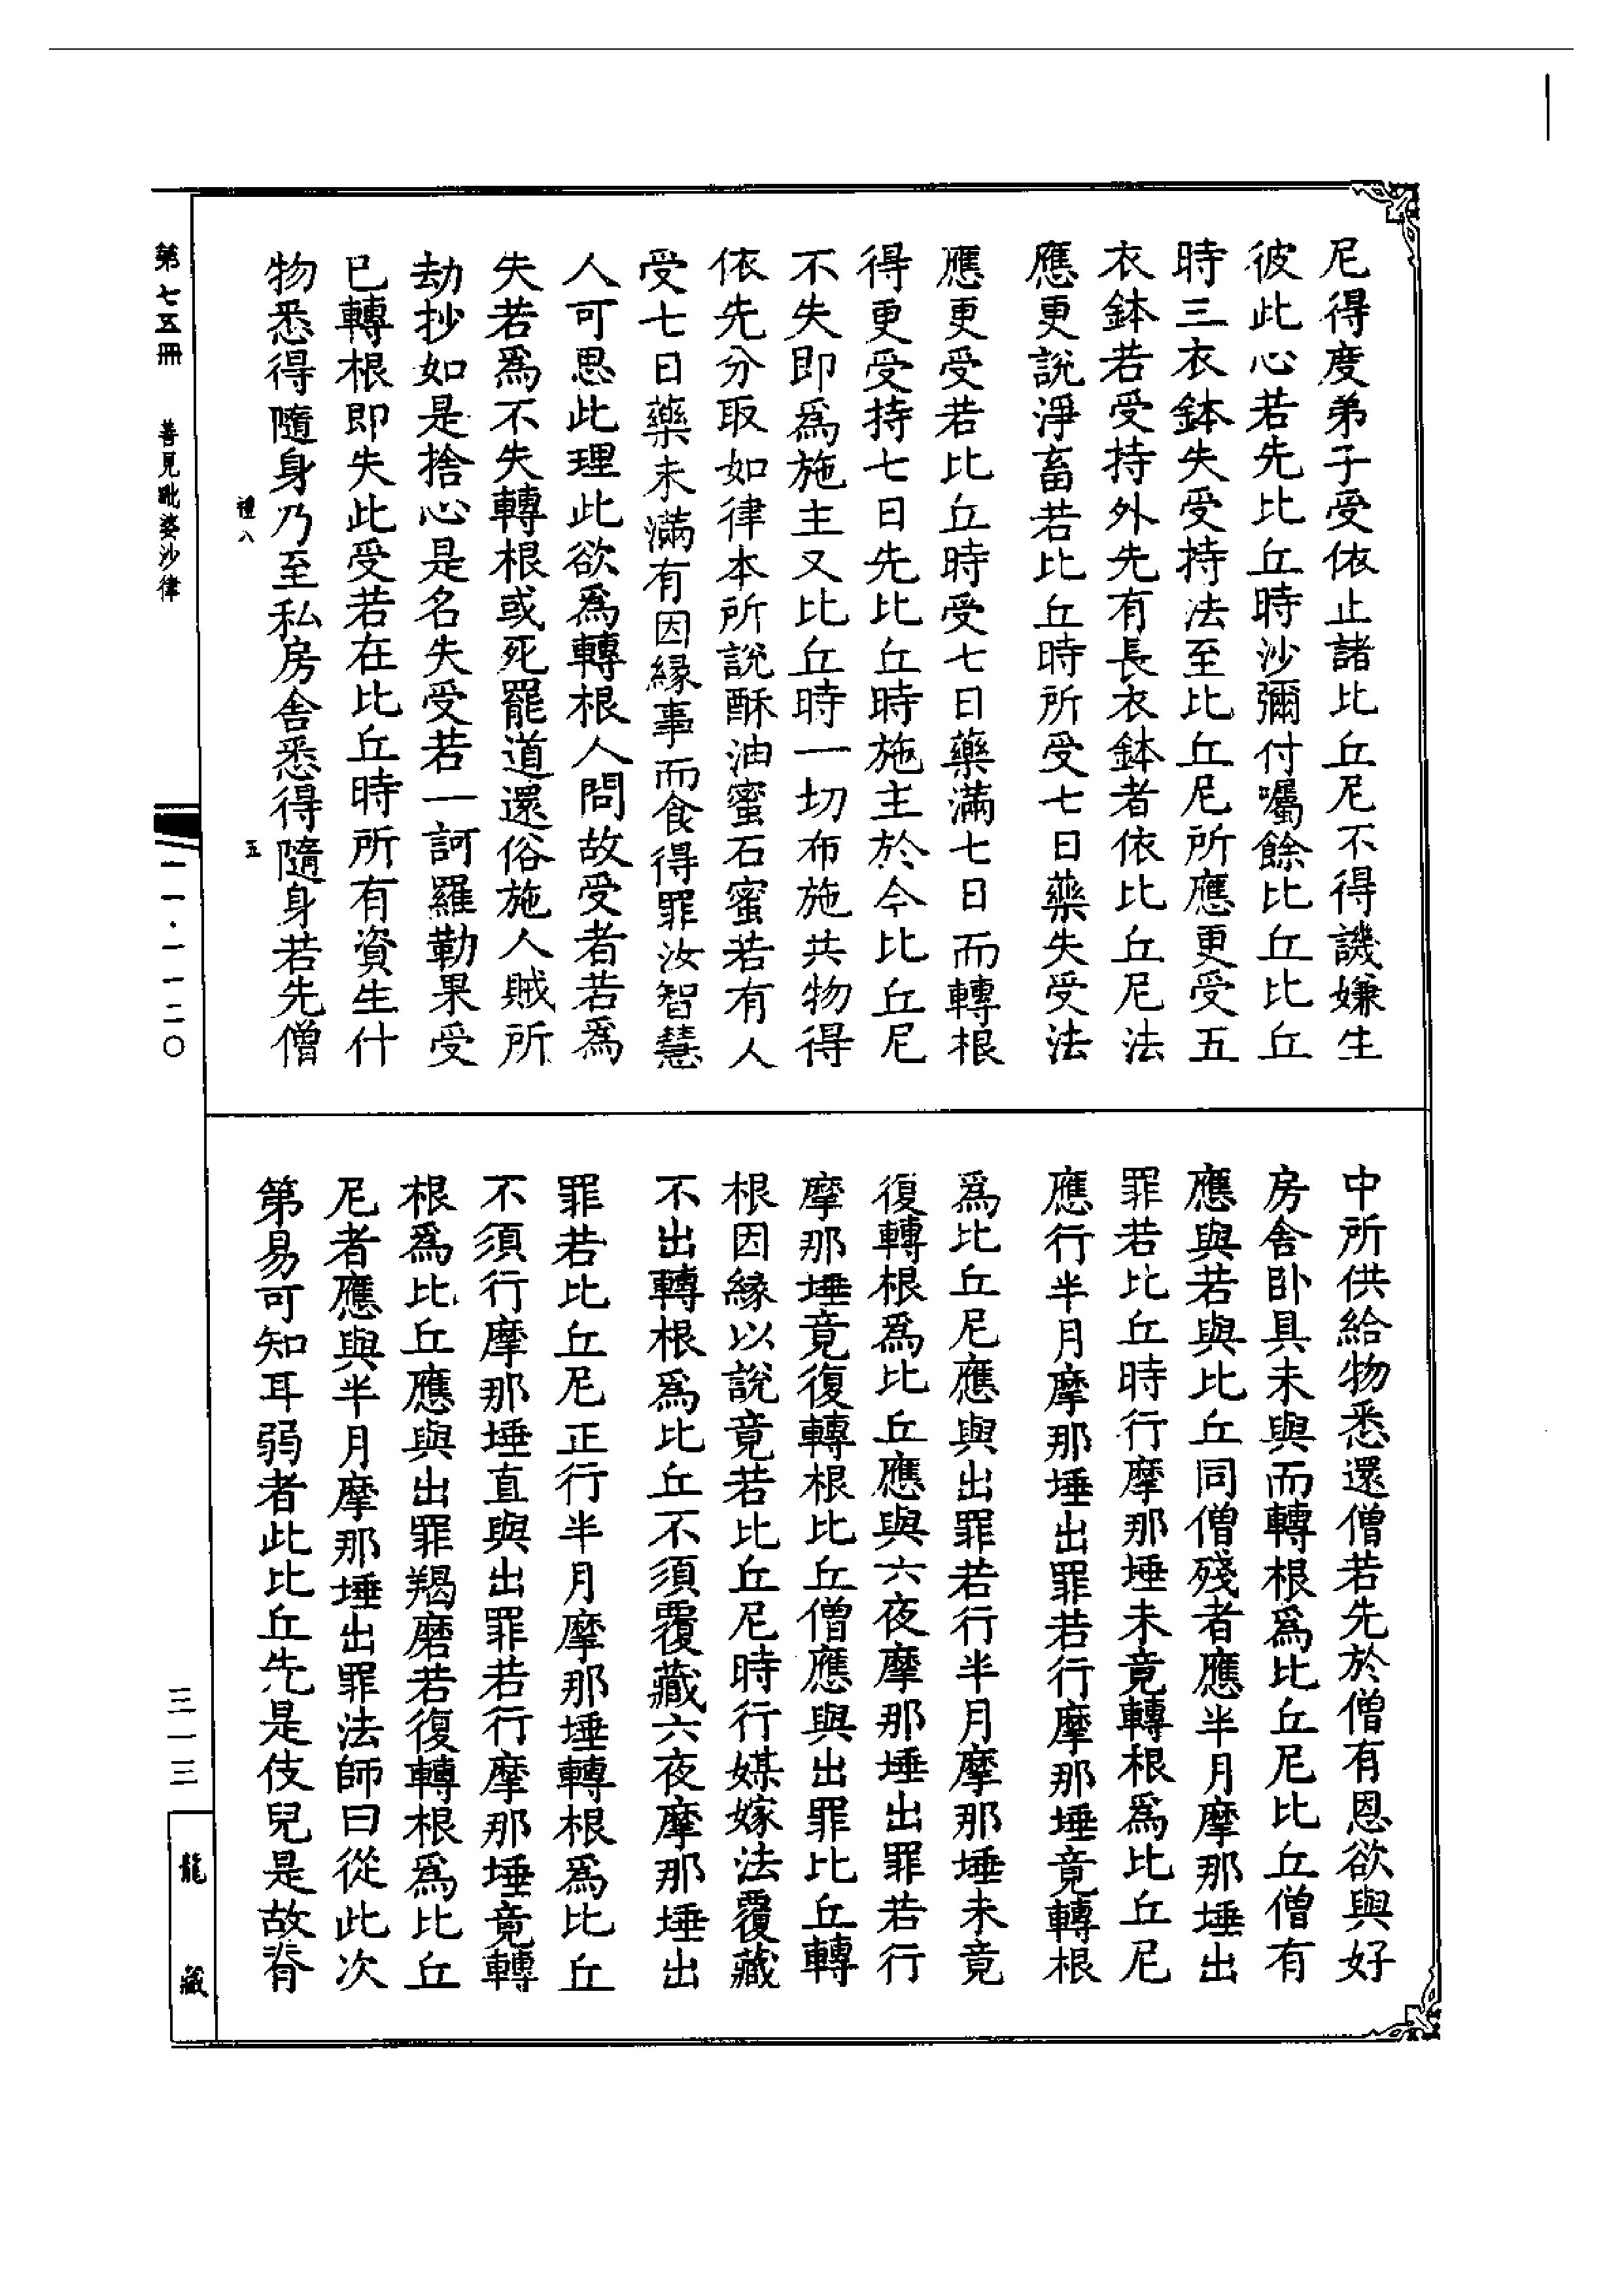 尼得度弟子受依止諸比丘尼不得譏嫌生
彼此心若先比丘時沙彌付囑餘比丘比丘
時三衣鉢失受持法至比丘尼所應更受五
衣鉢若受持外先有長衣鉢者依比丘尼法
應更說淨畜若比丘時所受七日藥失受法
應更受若比丘時受七日藥滿七日而轉根
得更受持七日先比丘時施主於今比丘尼
不失即爲施主又比丘時一切布施共物得
依先分取如律本所說酥油蜜石蜜若有人
受七日藥未滿有因緣事而食得罪汝智慧
人可思此理此欲爲轉根人問故受者若爲
失若爲不失轉根或死罷道還俗施人賊所
劫抄如是捨心是名失受若一訶羅勒果受
已轉根即失此受若在比丘時所有資生什
物悉得隨身乃至私房舍悉得隨身若先僧
中所供給物悉還僧若先於僧有恩欲與好
房舍卧具未與而轉根爲比丘尼比丘僧有
應與若與比丘同僧殘者應半月摩那埵出
罪若比丘時行摩那埵未竟轉根爲比丘尼
應行半月摩那埵出罪若行摩那埵竟轉根
爲比丘尼應與出罪若行半月摩那埵未竟
復轉根爲比丘應與六夜摩那埵出罪若行
摩那埵竟復轉根比丘僧應與出罪比丘轉
根因緣以說竟若比丘尼時行媒嫁法覆藏
不出轉根爲比丘不須覆藏六夜摩那埵出
罪若比丘尼正行半月摩那埵轉根爲比丘
不須行摩那埵直與出罪若行摩那埵竟轉
根爲比丘應與出罪羯磨若復轉根爲比丘
尼者應與半月摩那埵出罪法師曰從此次
第易可知耳弱者此比丘先是伎兒是故脊
禮八
五
第七五冊 善見毗婆沙律
一一·一一二〇
三一三
龍藏